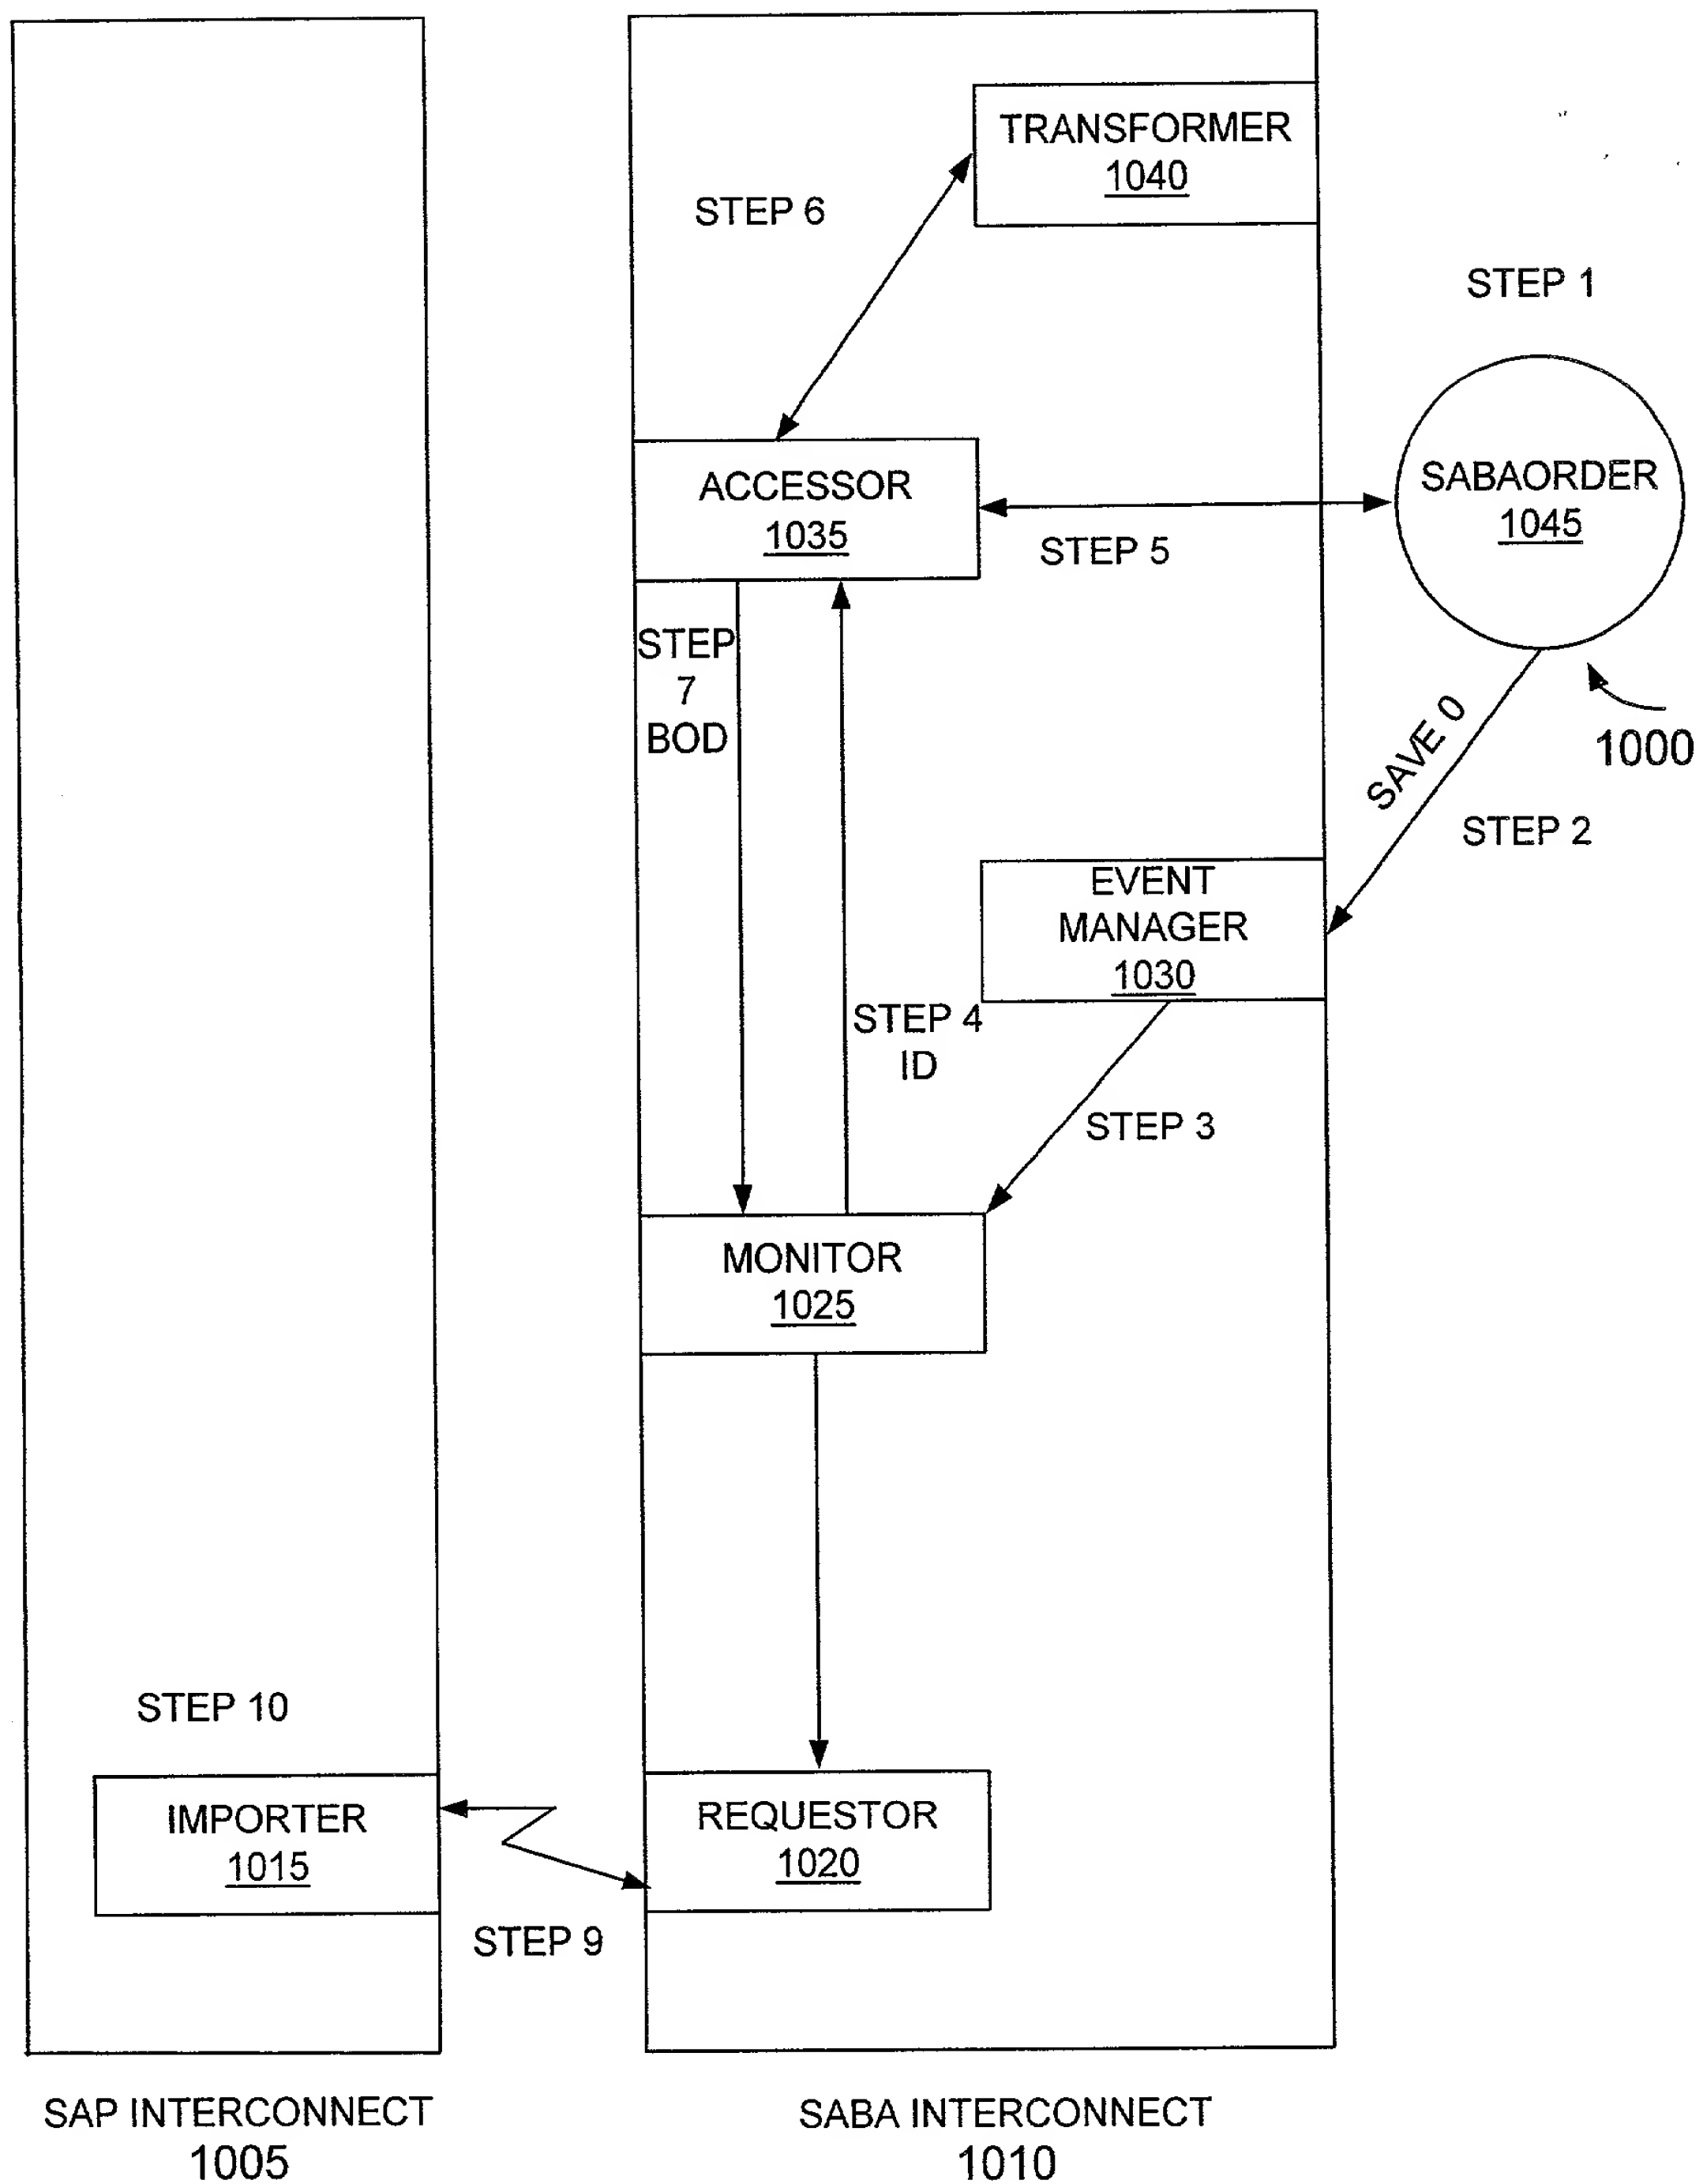 TRANSFORMER
1040
STEP 6
STEP 1
ACCESSOR
1035
SABAORDER
1045
STEP 5
STEP
7
BOD
SAVE 0
1000
STEP 2
EVENT
MANAGER
1030
STEP 4
ID
STEP 3
MONITOR
1025
STEP 10
IMPORTER
1015
REQUESTOR
1020
STEP 9
SAP INTERCONNECT
1005
SABA INTERCONNECT
1010